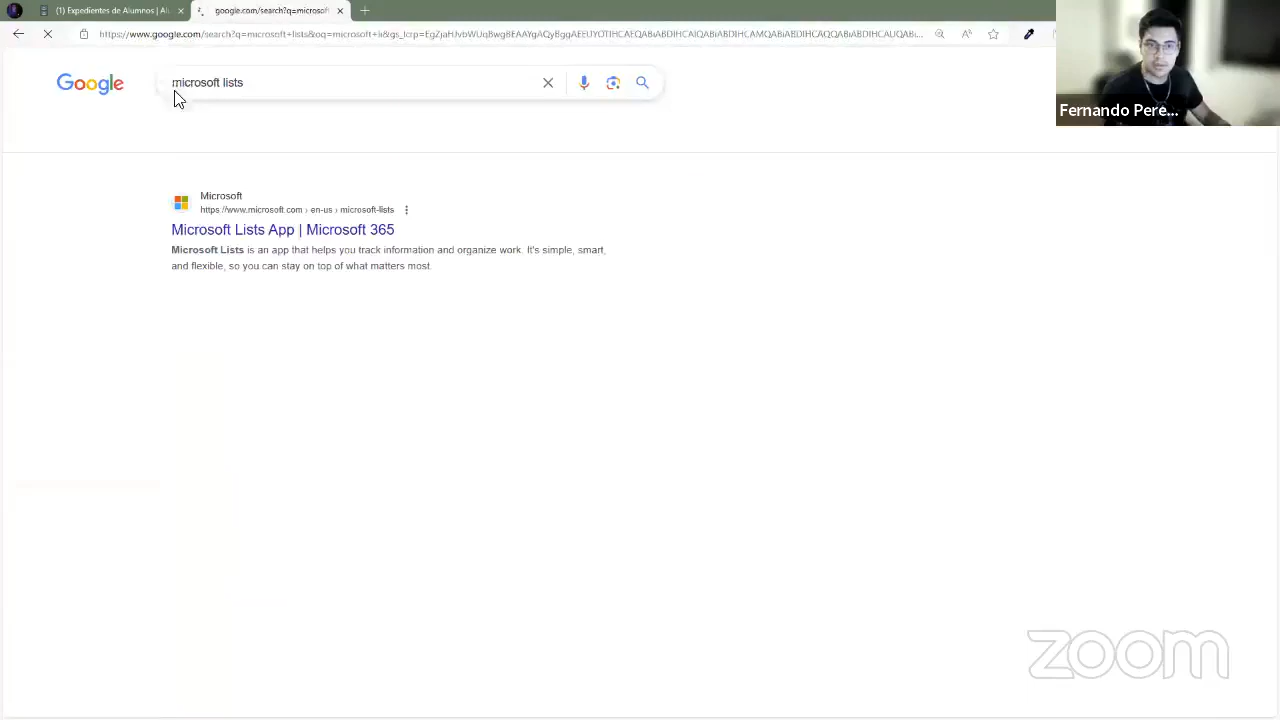 (1) Expedientes de Alumnos | Al
google.com/search?q=microsoft
Google
microsoft lists
Fernando Pere...
Microsoft
https://www.microsoft.com › en-us › microsoft-lists
Microsoft Lists App | Microsoft 365
Microsoft Lists is an app that helps you track information and organize work. It's simple, smart,
and flexible, so you can stay on top of what matters most.
zoom